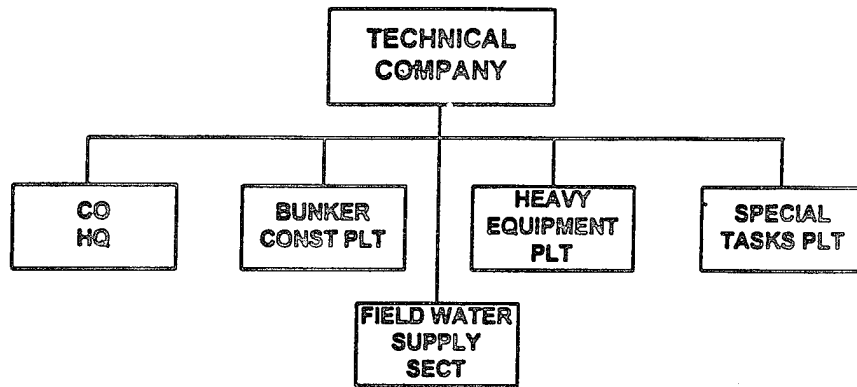 TECHNICAL
COMPANY
CO
HQ
BUNKER
CONST PLT
HEAVY
EQUIPMENT
PLT
SPECIAL
TASKS PLT
FIELD WATER
SUPPLY
SECT